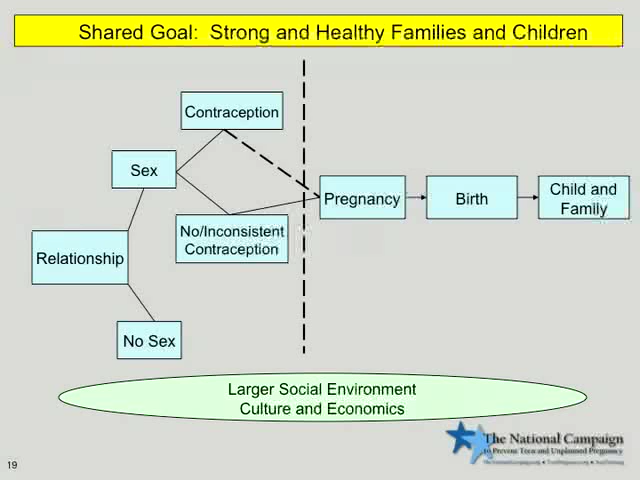 Shared Goal: Strong and Healthy Families and Children
Contraception
Sex
Pregnancy
Birth
Child and
Family
No/Inconsistent
Contraception
Relationship
No Sex
Larger Social Environment
Culture and Economics
The National Campaign
to Prevent Teen and Unplanned Pregnancy
19